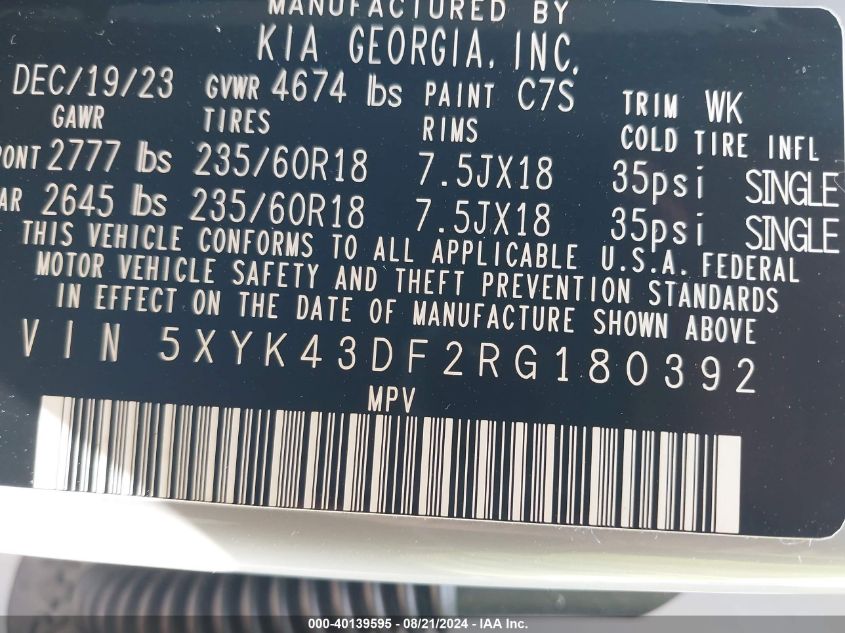 MANUFACTURED BY
KIA GEORGIA, INC.
DEC/19/23 GVWR 4674 lbs PAINT C7S TRIM WK
GAWR TIRES RIMS COLD TIRE INFL
RONT 2777 lbs 235/60R18 7.5JX18 35psi SINGLE
AR 2645 lbs 235/60R18 7.5JX18 35psi SINGLE
THIS VEHICLE CONFORMS TO ALL APPLICABLE U.S.A. FEDERAL
MOTOR VEHICLE SAFETY AND THEFT PREVENTION STANDARDS
IN EFFECT ON THE DATE OF MANUFACTURE SHOWN ABOVE
VIN 5XYK43DF2RG180392
MPV
000-40139595 - 08/21/2024 - IAA Inc.